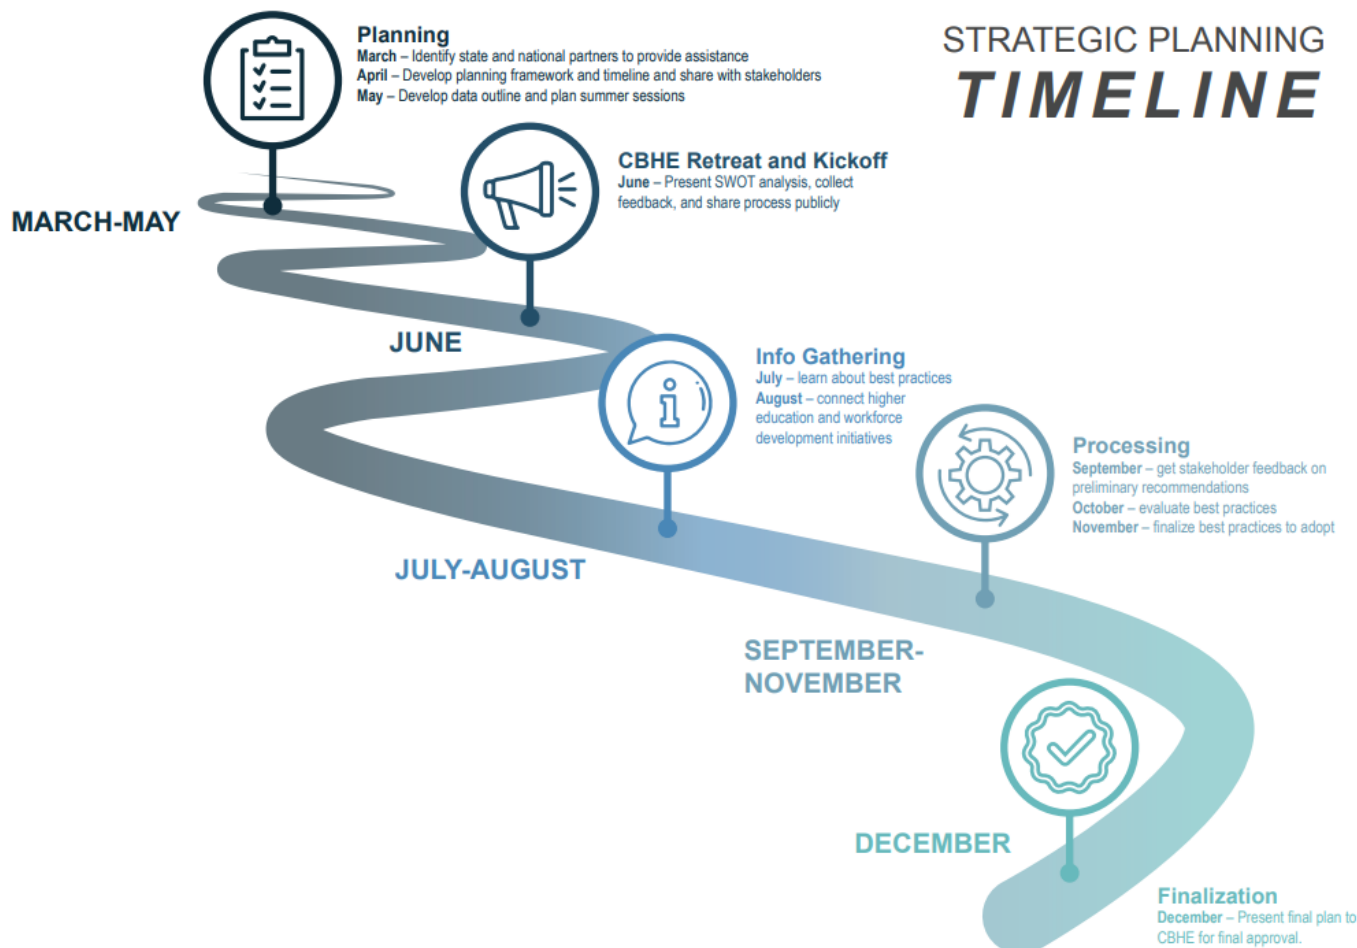 STRATEGIC PLANNING
TIMELINE
Planning
March – Identify state and national partners to provide assistance
April – Develop planning framework and timeline and share with stakeholders
May – Develop data outline and plan summer sessions
MARCH-MAY
CBHE Retreat and Kickoff
June – Present SWOT analysis, collect
feedback, and share process publicly
JUNE
Info Gathering
July – learn about best practices
August – connect higher
education and workforce
development initiatives
JULY-AUGUST
Processing
September – get stakeholder feedback on
preliminary recommendations
October – evaluate best practices
November – finalize best practices to adopt
SEPTEMBER-
NOVEMBER
DECEMBER
Finalization
December – Present final plan to
CBHE for final approval.